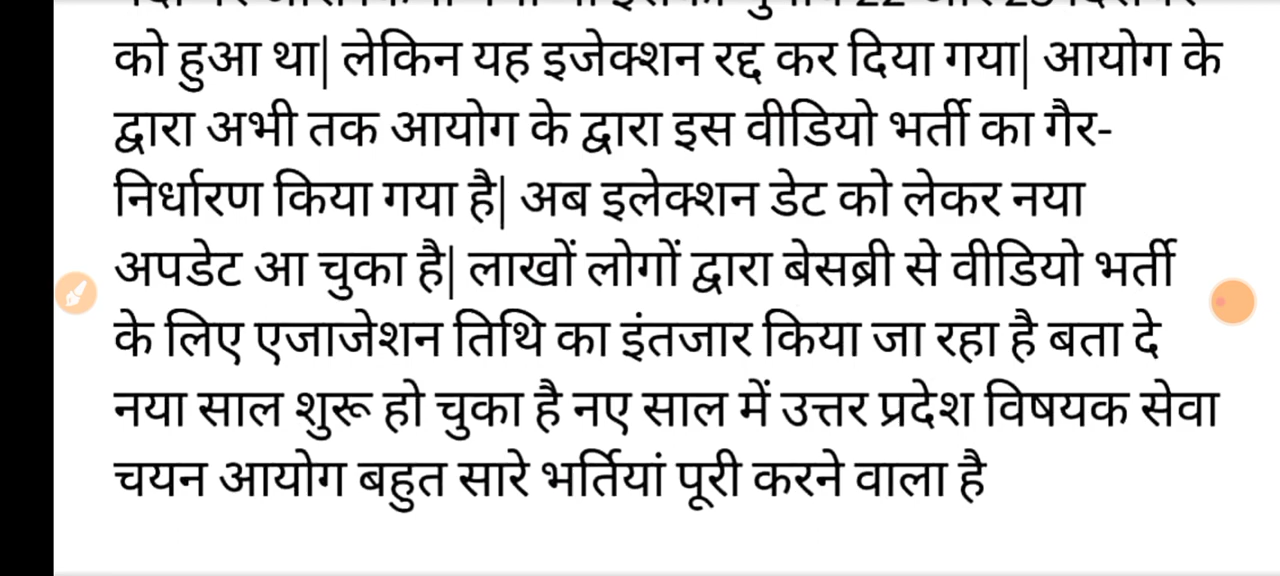 को हुआ था| लेकिन यह इजेक्शन रद्द कर दिया गया| आयोग के
द्वारा अभी तक आयोग के द्वारा इस वीडियो भर्ती का गैर-
निर्धारण किया गया है| अब इलेक्शन डेट को लेकर नया
अपडेट आ चुका है| लाखों लोगों द्वारा बेसब्री से वीडियो भर्ती
के लिए एजाजेशन तिथि का इंतजार किया जा रहा है बता दे
नया साल शुरू हो चुका है नए साल में उत्तर प्रदेश विषयक सेवा
चयन आयोग बहुत सारे भर्तियां पूरी करने वाला है